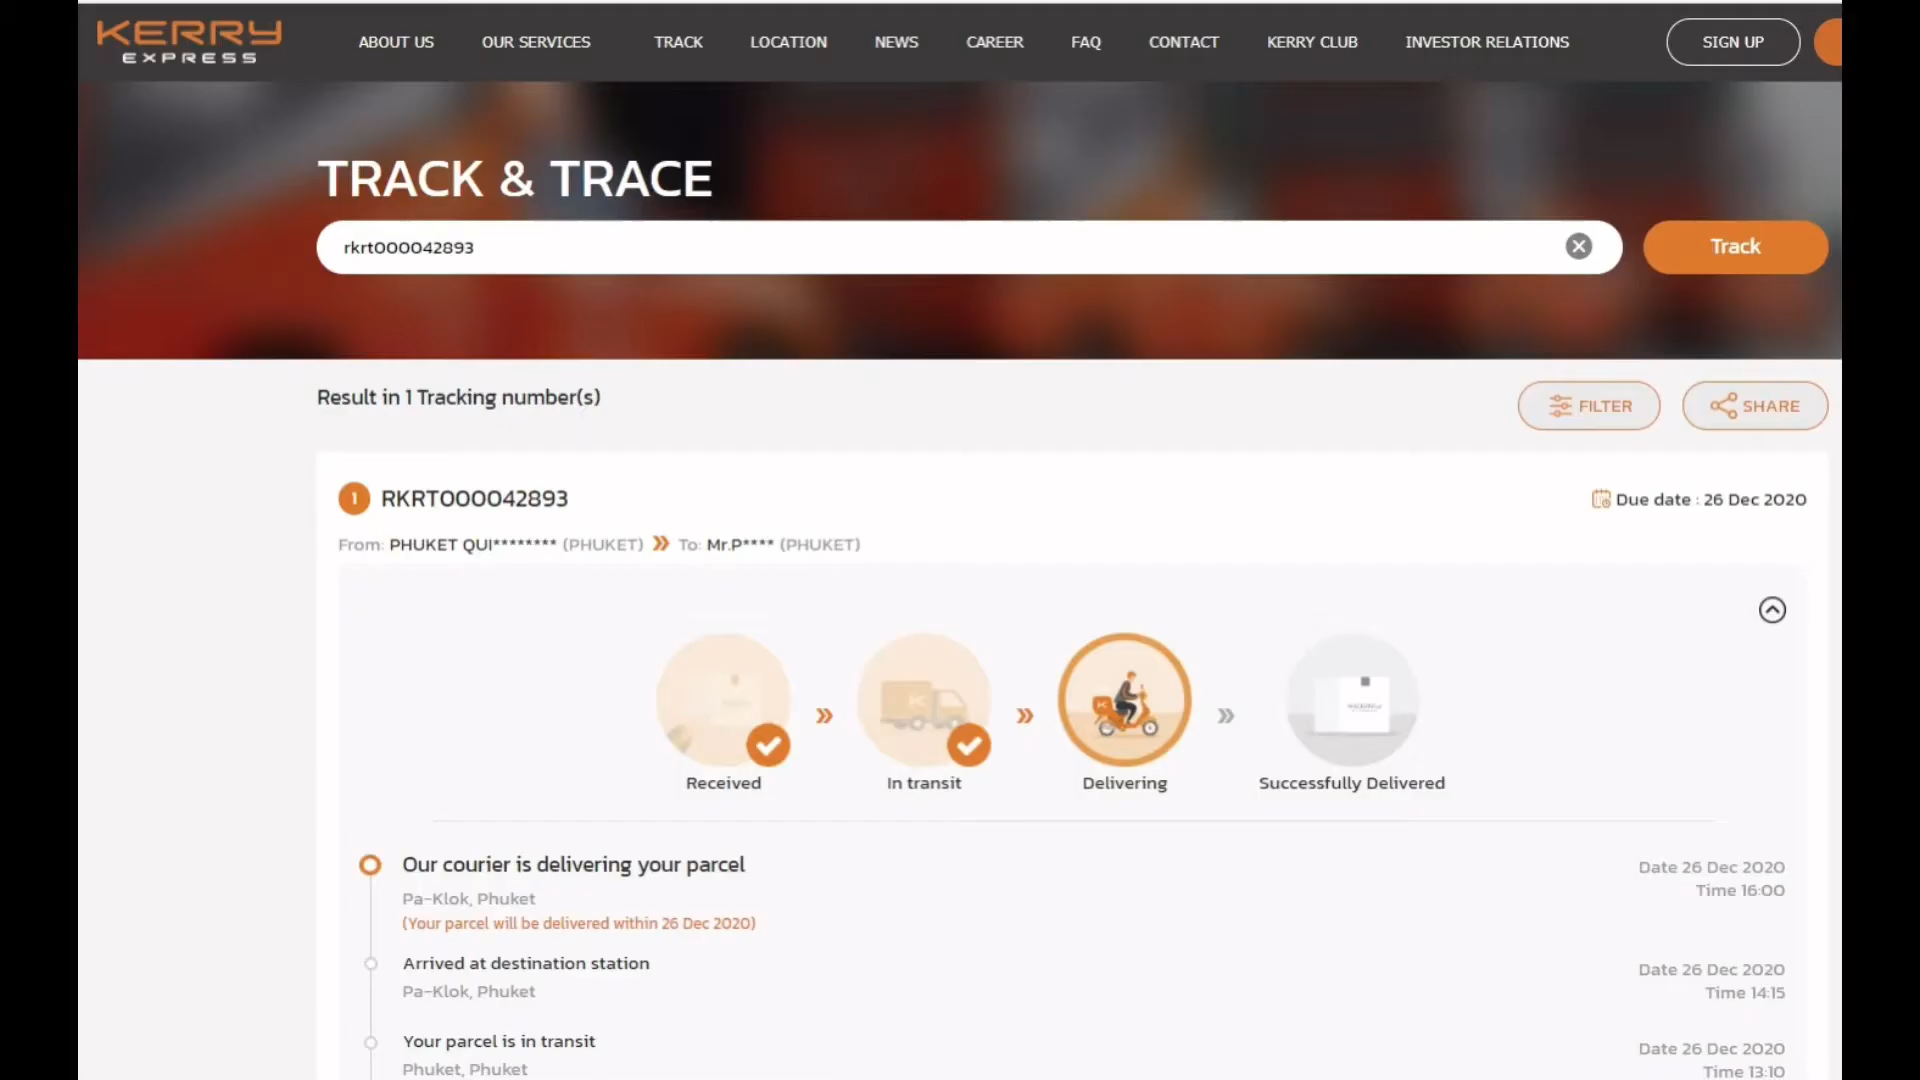 KERRY
EXPRESS
ABOUT US OUR SERVICES TRACK LOCATION NEWS CAREER FAQ CONTACT KERRY CLUB INVESTOR RELATIONS SIGN UP
TRACK & TRACE
rkrt000042893
Track
Result in 1 Tracking number(s)
FILTER SHARE
1 RKRT000042893
Due date : 26 Dec 2020
From: PHUKET QUI******** (PHUKET) To: Mr.P**** (PHUKET)
Received In transit Delivering Successfully Delivered
Our courier is delivering your parcel
Date 26 Dec 2020
Time 16:00
Pa-Klok, Phuket
(Your parcel will be delivered within 26 Dec 2020)
Arrived at destination station
Date 26 Dec 2020
Pa-Klok, Phuket
Time 14:15
Your parcel is in transit
Date 26 Dec 2020
Phuket, Phuket
Time 13:10